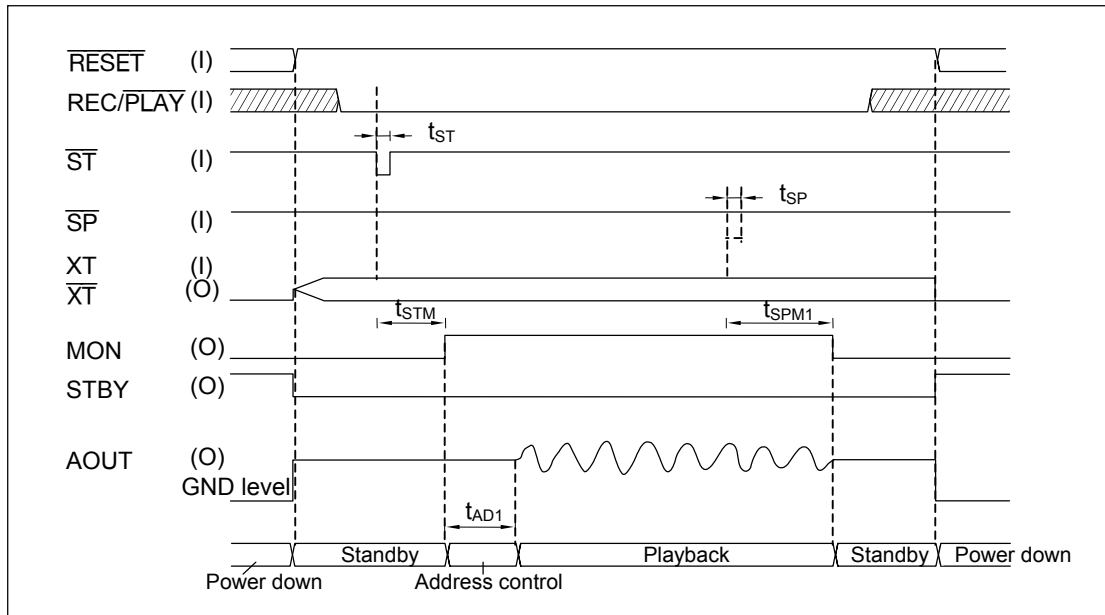 RESET (I)
REC/PLAY (I)
tST
ST (I)
tSP
SP (I)
XT (I)
XT (O)
tSTM tSPM1
MON (O)
STBY (O)
AOUT (O)
GND level
tAD1
Standby Playback Standby Power down
Power down Address control